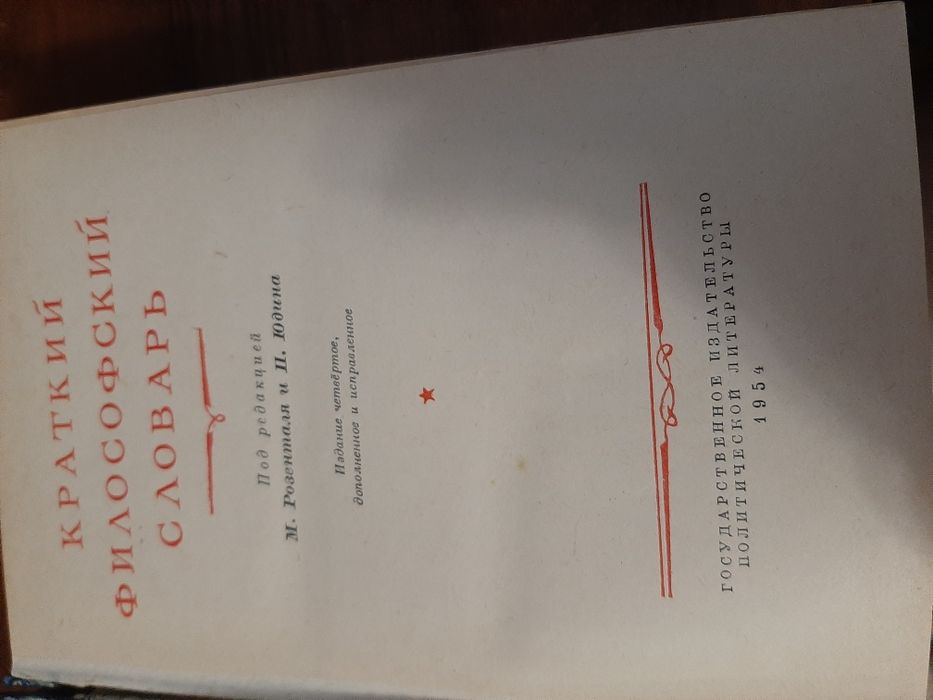 КРАТКИЙ
ФИЛОСОФСКИЙ
СЛОВАРЬ
Под редакцией
М. Розенталя и П. Юдина
Издание четвёртое,
дополненное и исправленное
ГОСУДАРСТВЕННОЕ ИЗДАТЕЛЬСТВО
ПОЛИТИЧЕСКОЙ ЛИТЕРАТУРЫ
1954